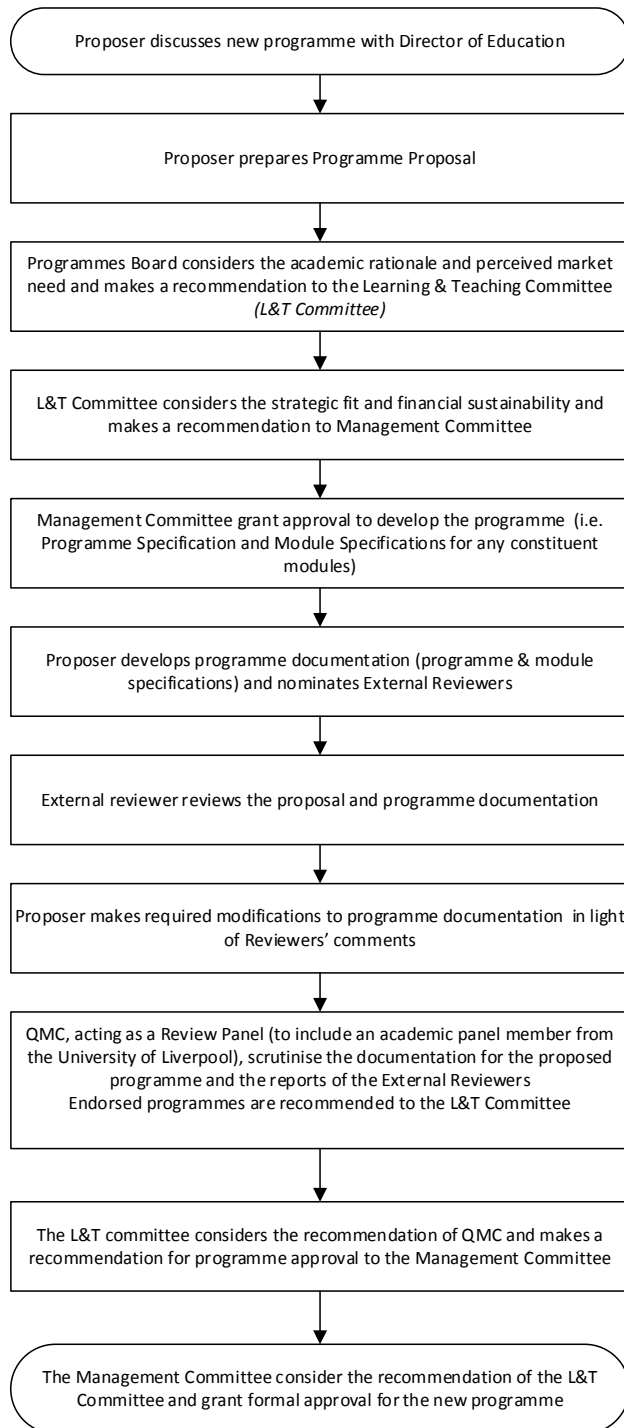 Proposer discusses new programme with Director of Education
Proposer prepares Programme Proposal
Programmes Board considers the academic rationale and perceived market
need and makes a recommendation to the Learning & Teaching Committee
(L&T Committee)
L&T Committee considers the strategic fit and financial sustainability and
makes a recommendation to Management Committee
Management Committee grant approval to develop the programme (i.e.
Programme Specification and Module Specifications for any constituent
modules)
Proposer develops programme documentation (programme & module
specifications) and nominates External Reviewers
External reviewer reviews the proposal and programme documentation
Proposer makes required modifications to programme documentation in light
of Reviewers’ comments
QMC, acting as a Review Panel (to include an academic panel member from
the University of Liverpool), scrutinise the documentation for the proposed
programme and the reports of the External Reviewers
Endorsed programmes are recommended to the L&T Committee
The L&T committee considers the recommendation of QMC and makes a
recommendation for programme approval to the Management Committee
The Management Committee consider the recommendation of the L&T
Committee and grant formal approval for the new programme